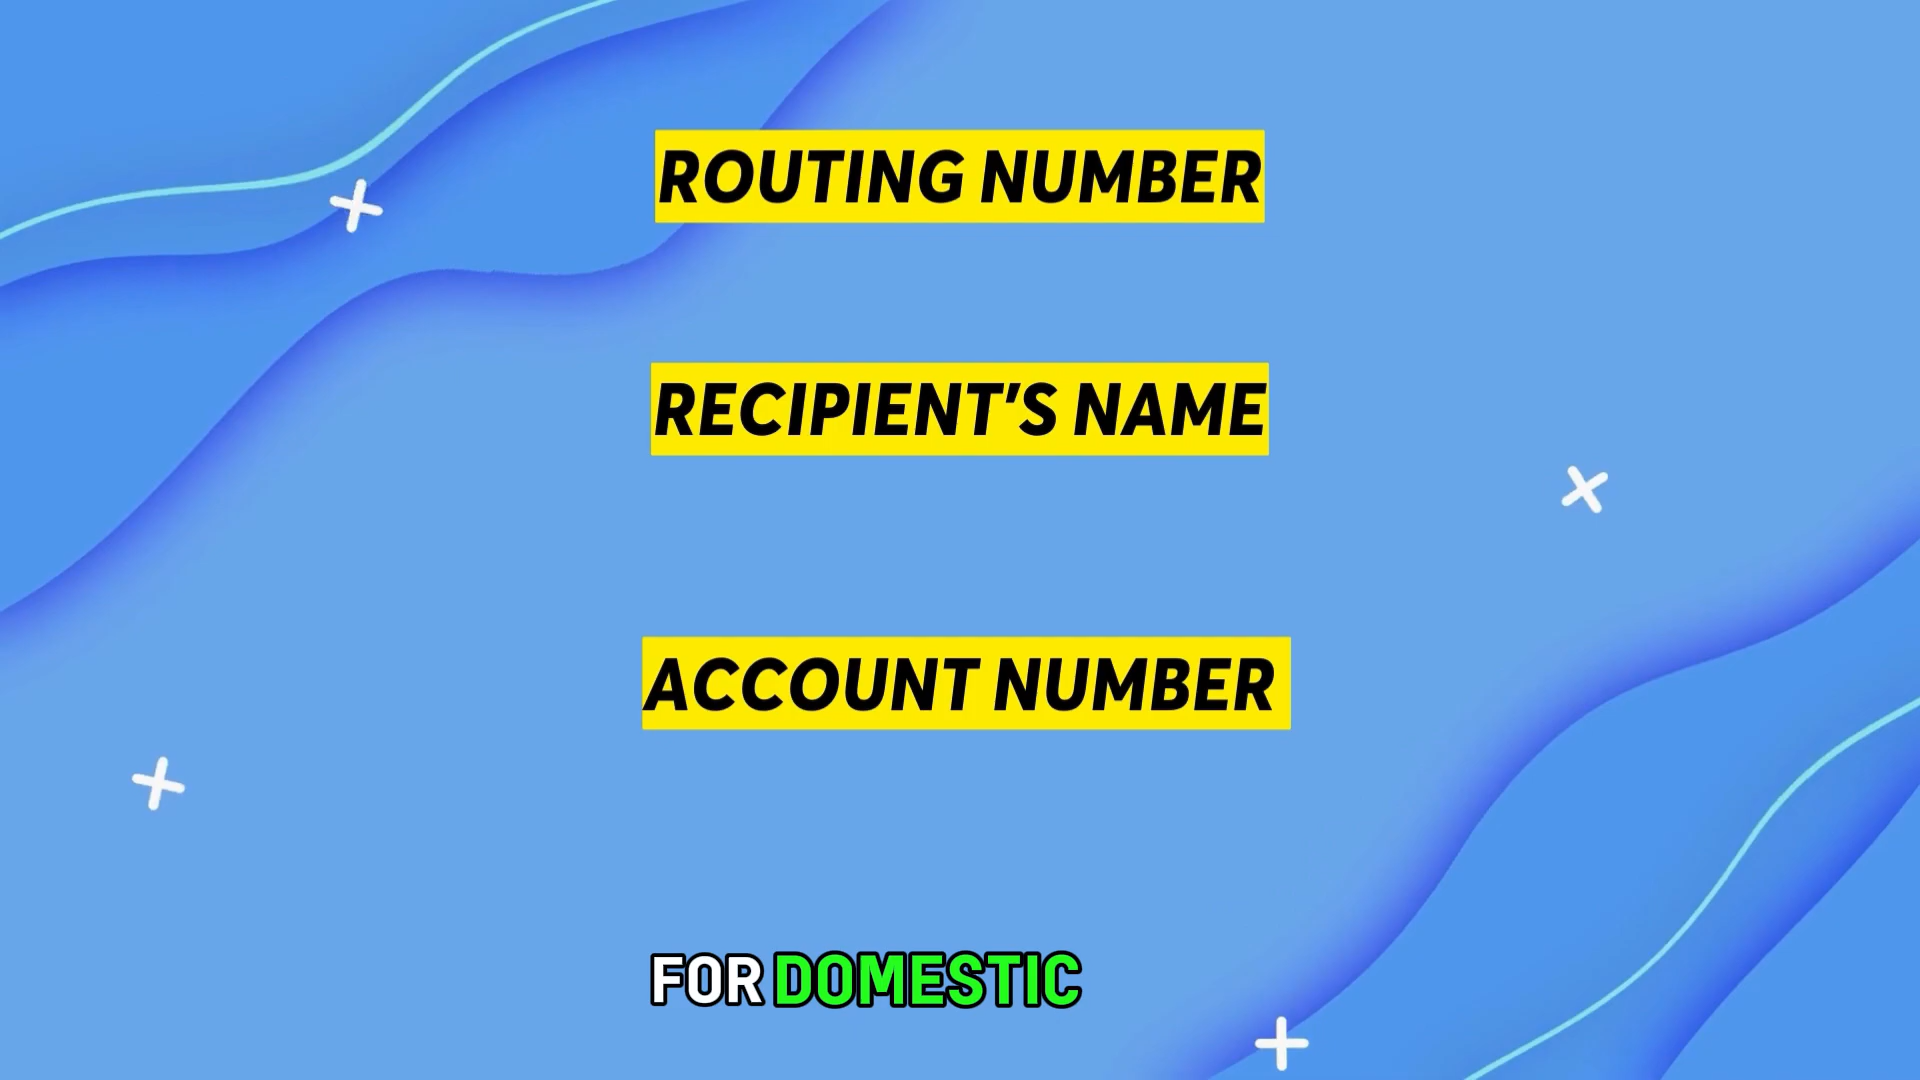 ROUTING NUMBER
RECIPIENT’S NAME
ACCOUNT NUMBER
FOR DOMESTIC